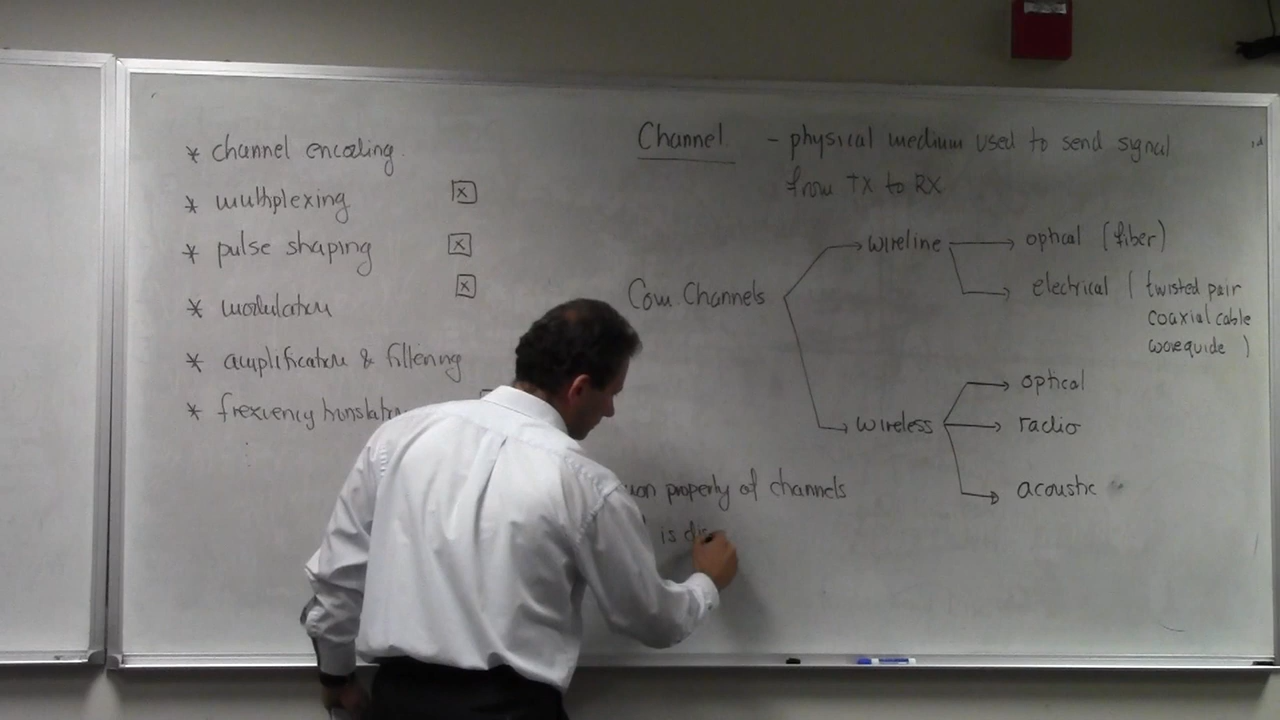 * channel encoding
* multiplexing [x]
* pulse shaping [x]
* modulation [x]
* amplification & filtering
* frequency
Channel - physical medium used to send signal
from TX to RX
Com. Channels
wireline
optical (fiber)
electrical ( twisted pair
coaxial cable
waveguide )
wireless
optical
radio
acoustic
property of channels
is